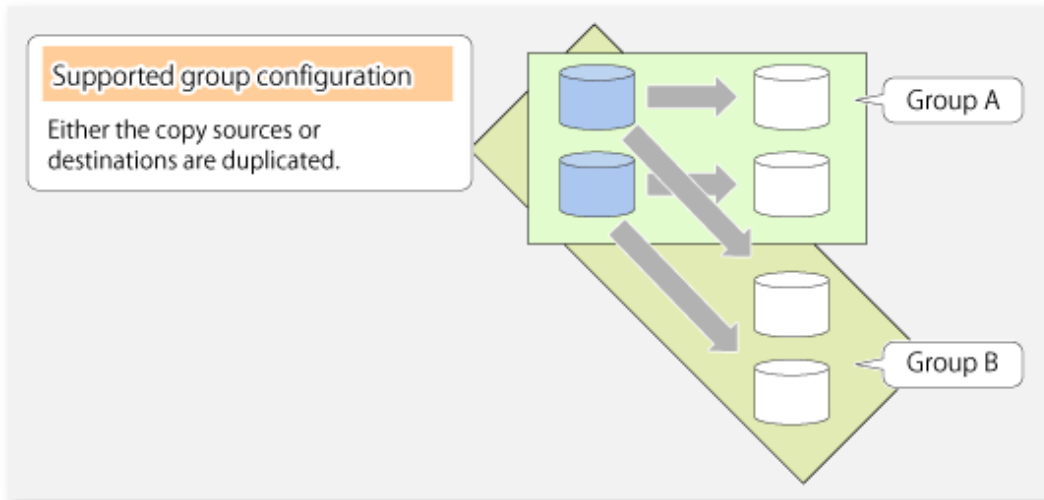 Supported group configuration
Either the copy sources or
destinations are duplicated.
Group A
Group B